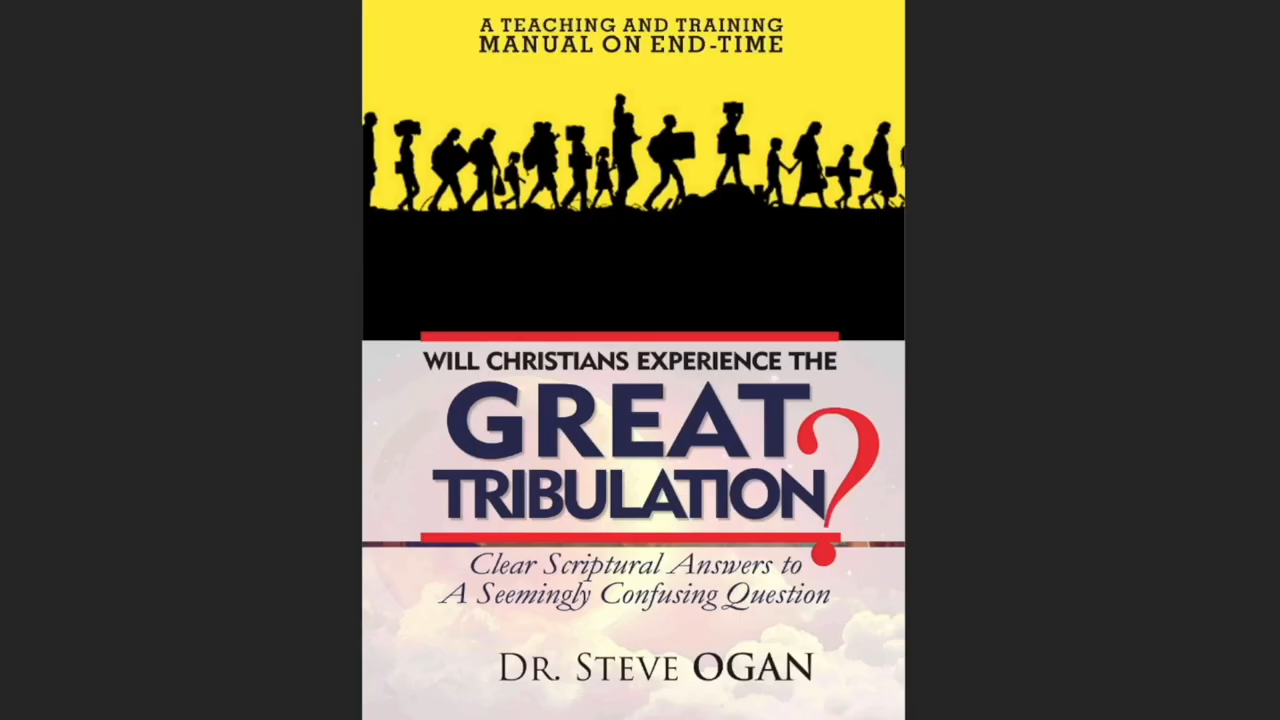 A TEACHING AND TRAINING
MANUAL ON END-TIME
WILL CHRISTIANS EXPERIENCE THE
GREAT
TRIBULATION?
Clear Scriptural Answers to
A Seemingly Confusing Question
DR. STEVE OGAN